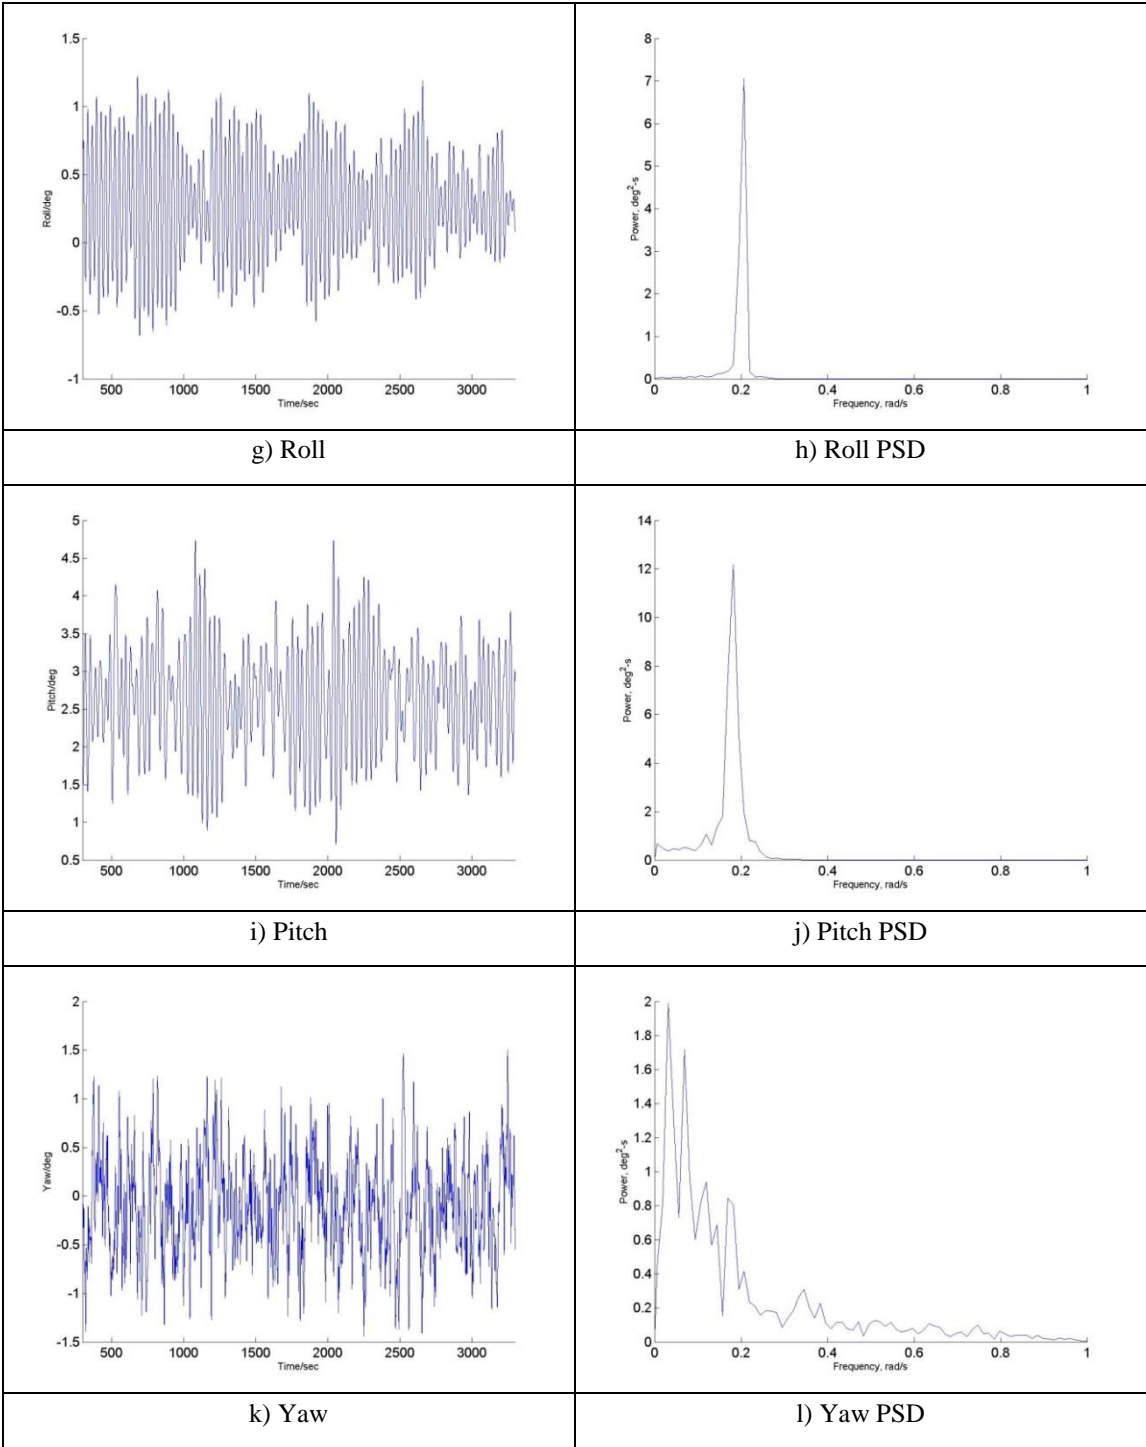 1.5
1
0.5
0
-0.5
-1
Roll/deg
500 1000 1500 2000 2500 3000
Time/sec
8
7
6
5
4
3
2
1
0
Power, deg²-s
0 0.2 0.4 0.6 0.8 1
Frequency, rad/s
g) Roll
h) Roll PSD
5
4.5
4
3.5
3
2.5
2
1.5
1
0.5
Pitch/deg
500 1000 1500 2000 2500 3000
Time/sec
14
12
10
8
6
4
2
0
Power, deg²-s
0 0.2 0.4 0.6 0.8 1
Frequency, rad/s
i) Pitch
j) Pitch PSD
2
1.5
1
0.5
0
-0.5
-1
-1.5
Yaw/deg
500 1000 1500 2000 2500 3000
Time/sec
2
1.8
1.6
1.4
1.2
1
0.8
0.6
0.4
0.2
0
Power, deg²-s
0 0.2 0.4 0.6 0.8 1
Frequency, rad/s
k) Yaw
l) Yaw PSD